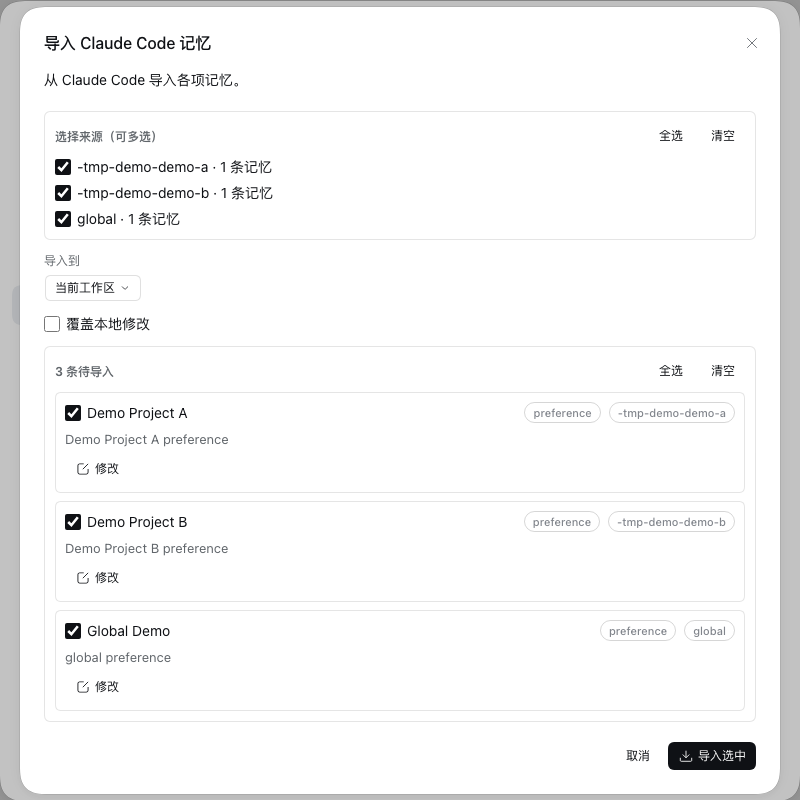 导入 Claude Code 记忆
从 Claude Code 导入各项记忆。
选择来源（可多选）
全选 清空
-tmp-demo-demo-a · 1 条记忆
-tmp-demo-demo-b · 1 条记忆
global · 1 条记忆
导入到
当前工作区
覆盖本地修改
3 条待导入
全选 清空
Demo Project A preference -tmp-demo-demo-a
Demo Project A preference
修改
Demo Project B preference -tmp-demo-demo-b
Demo Project B preference
修改
Global Demo preference global
global preference
修改
取消 导入选中